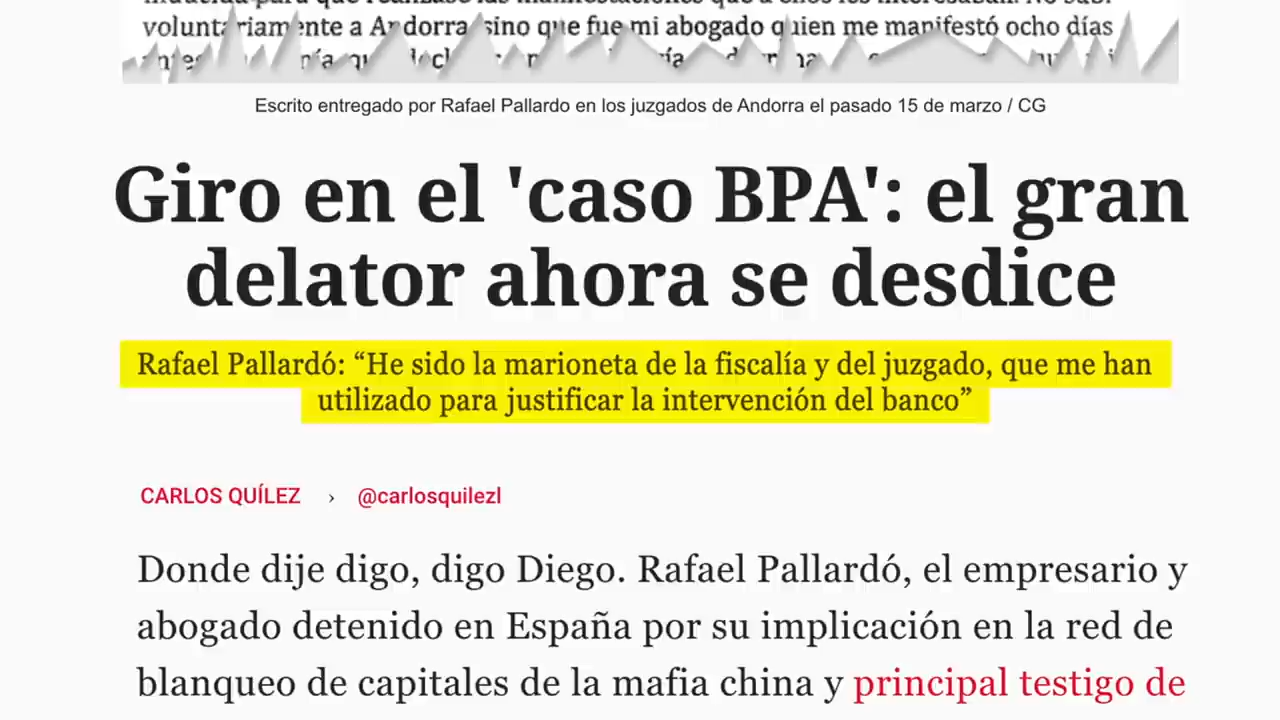 voluntariamente a Andorra sino que fue mi abogado quien me manifestó ocho días
Escrito entregado por Rafael Pallardo en los juzgados de Andorra el pasado 15 de marzo / CG
Giro en el 'caso BPA': el gran
delator ahora se desdice
Rafael Pallardó: “He sido la marioneta de la fiscalía y del juzgado, que me han
utilizado para justificar la intervención del banco”
CARLOS QUÍLEZ › @carlosquilezl
Donde dije digo, digo Diego. Rafael Pallardó, el empresario y
abogado detenido en España por su implicación en la red de
blanqueo de capitales de la mafia china y principal testigo de